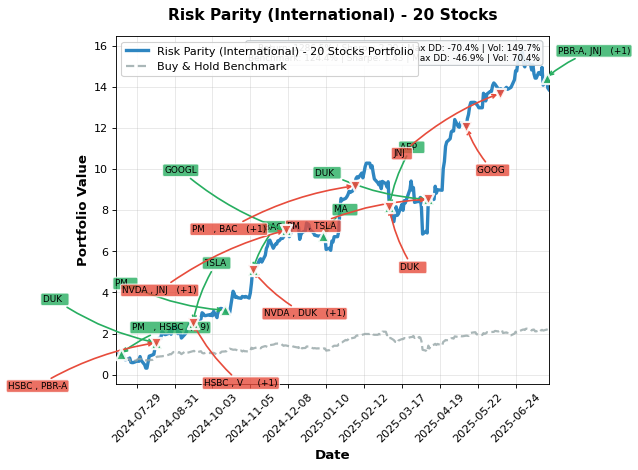 Risk Parity (International) - 20 Stocks
Risk Parity (International) - 20 Stocks Portfolio
Buy & Hold Benchmark
Max DD: -70.4% | Vol: 149.7%
Max DD: -46.9% | Vol: 70.4%
PBR-A, JNJ (+1)
JNJ
GOOGL
DUK
GOOG
MA
PM , BAC (+1)
PM , TSLA
TSLA
DUK
PM
NVDA , JNJ (+1)
DUK
NVDA , DUK (+1)
PM , HSBC (+9)
HSBC , PBR-A
HSBC , V (+1)
Portfolio Value
16
14
12
10
8
6
4
2
0
2024-07-29
2024-08-31
2024-10-03
2024-11-05
2024-12-08
2025-01-10
2025-02-12
2025-03-17
2025-04-19
2025-05-22
2025-06-24
Date